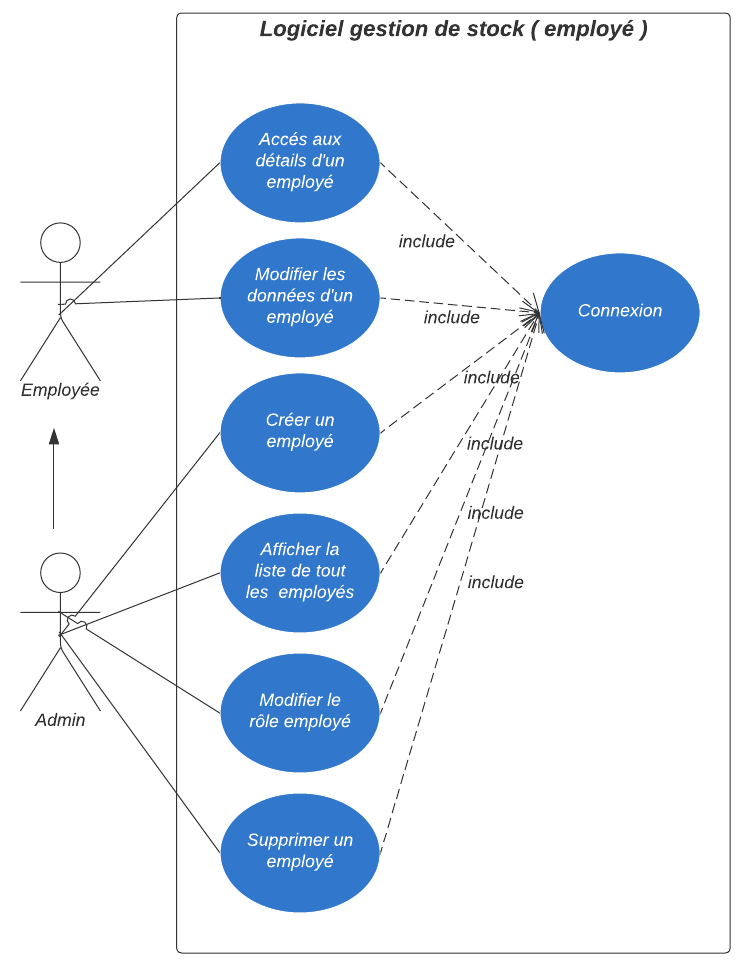 Logiciel gestion de stock ( employé )
Accés aux
détails d'un
employé
include
Modifier les
données d'un
employé
include
Connexion
Employée
Créer un
employé
include
include
Afficher la
liste de tout
les employés
include
include
Admin
Modifier le
rôle employé
Supprimer un
employé